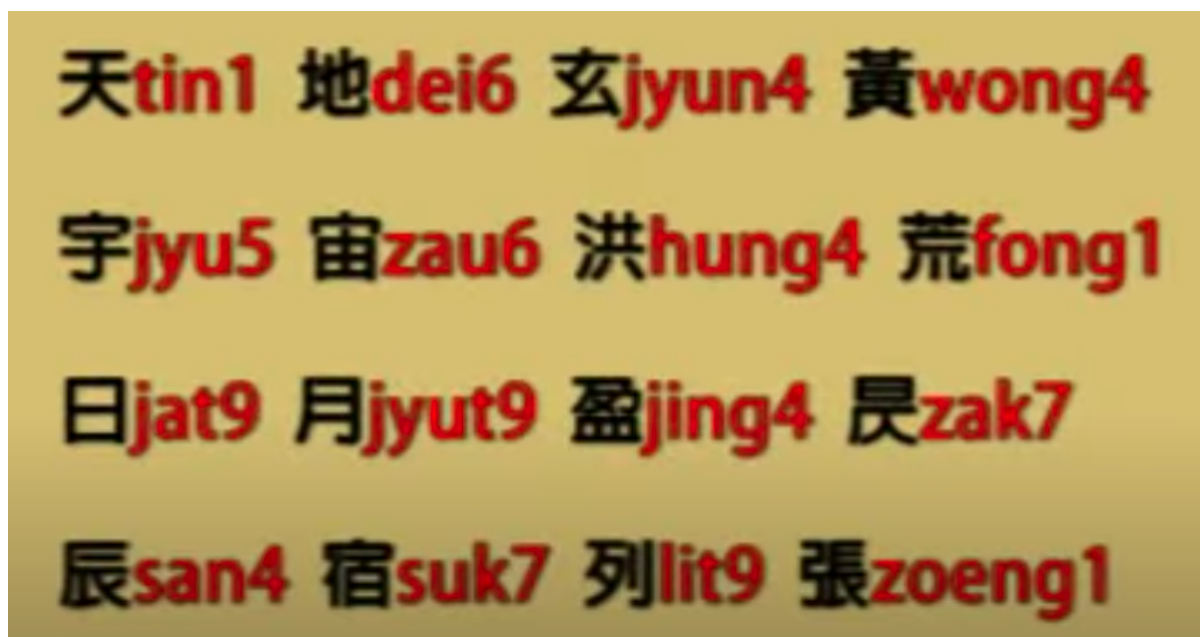 天tin1 地dei6 玄jyun4 黃wong4
宇jyu5 宙zau6 洪hung4 荒fong1
日jat9 月jyut9 盈jing4 昃zak7
辰san4 宿suk7 列lit9 張zoeng1